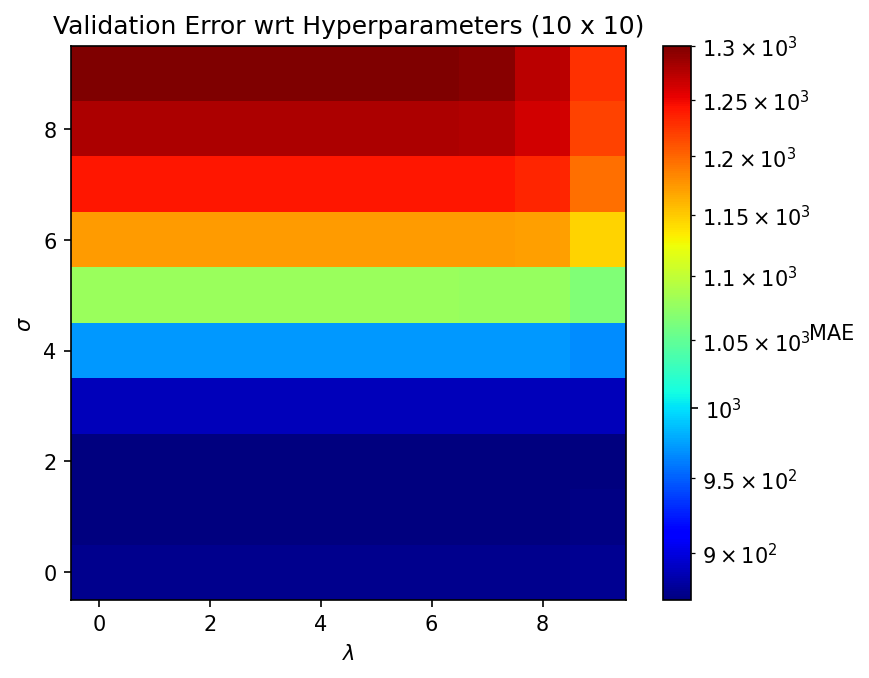 Validation Error wrt Hyperparameters (10 x 10)
8
6
4
2
0
σ
0 2 4 6 8
λ
1.3 × 10³
1.25 × 10³
1.2 × 10³
1.15 × 10³
1.1 × 10³
1.05 × 10³
10³
9.5 × 10²
9 × 10²
MAE